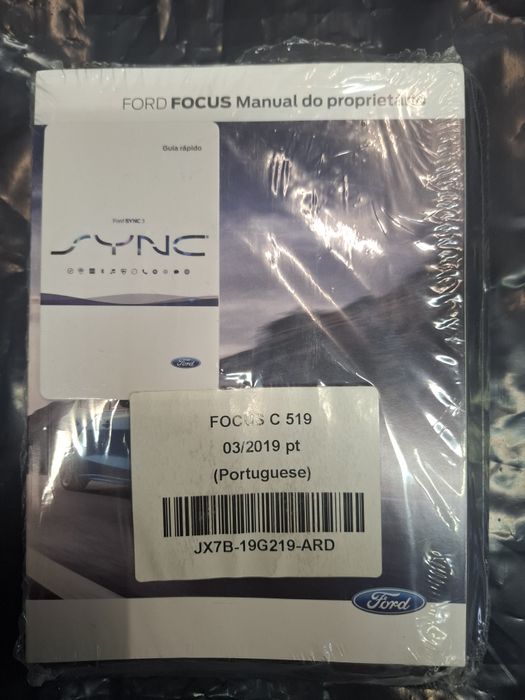 FORD FOCUS Manual do proprietário
Guia rápido
Ford SYNC 3
SYNC
Ford
FOCUS C 519
03/2019 pt
(Portuguese)
JX7B-19G219-ARD
Ford